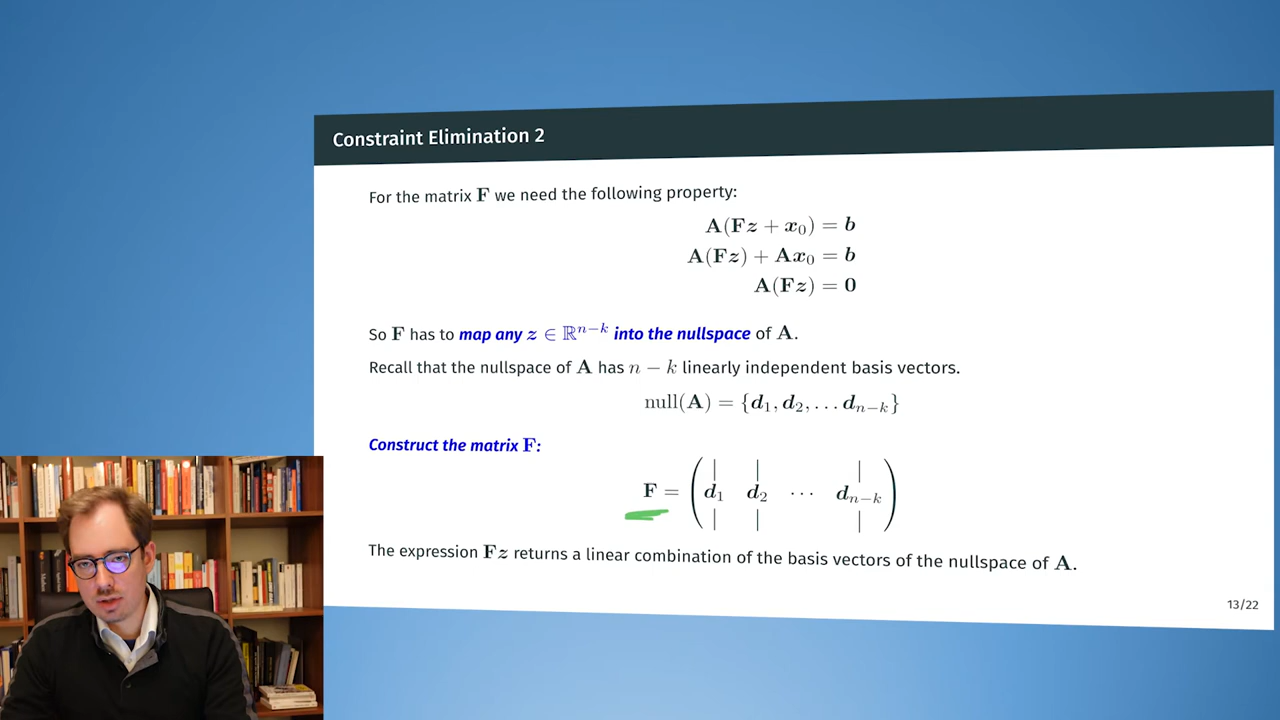 Constraint Elimination 2
For the matrix F we need the following property:
A(Fz + x₀) = b
A(Fz) + Ax₀ = b
A(Fz) = 0
So F has to map any z ∈ ℝⁿ⁻ᵏ into the nullspace of A.
Recall that the nullspace of A has n − k linearly independent basis vectors.
null(A) = {d₁, d₂, . . . dₙ₋ₖ}
Construct the matrix F:
| | |
F = ( d₁ d₂ ⋯ dₙ₋ₖ )
| | |
The expression Fz returns a linear combination of the basis vectors of the nullspace of A.
13/22